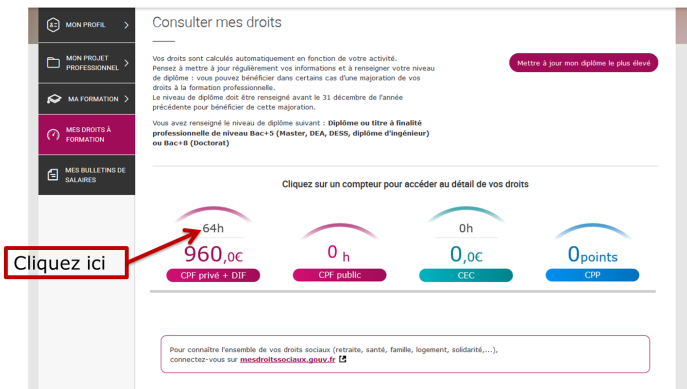 MON PROFIL
MON PROJET
PROFESSIONNEL
MA FORMATION
MES DROITS À
FORMATION
MES BULLETINS DE
SALAIRES
Consulter mes droits
Vos droits sont calculés automatiquement en fonction de votre activité.
Pensez à mettre à jour régulièrement vos informations et à renseigner votre niveau
de diplôme : vous pouvez bénéficier dans certains cas d'une majoration de vos
droits à la formation professionnelle.
Le niveau de diplôme doit être renseigné avant le 31 décembre de l'année
précédente pour bénéficier de cette majoration.
Mettre à jour mon diplôme le plus élevé
Vous avez renseigné le niveau de diplôme suivant : Diplôme ou titre à finalité
professionnelle de niveau Bac+5 (Master, DEA, DESS, diplôme d'ingénieur)
ou Bac+8 (Doctorat)
Cliquez sur un compteur pour accéder au détail de vos droits
64h
960,0€
CPF privé + DIF
0 h
CPF public
0h
0,0€
CEC
0points
CPP
Cliquez ici
Pour connaître l'ensemble de vos droits sociaux (retraite, santé, famille, logement, solidarité,...),
connectez-vous sur mesdroitssociaux.gouv.fr